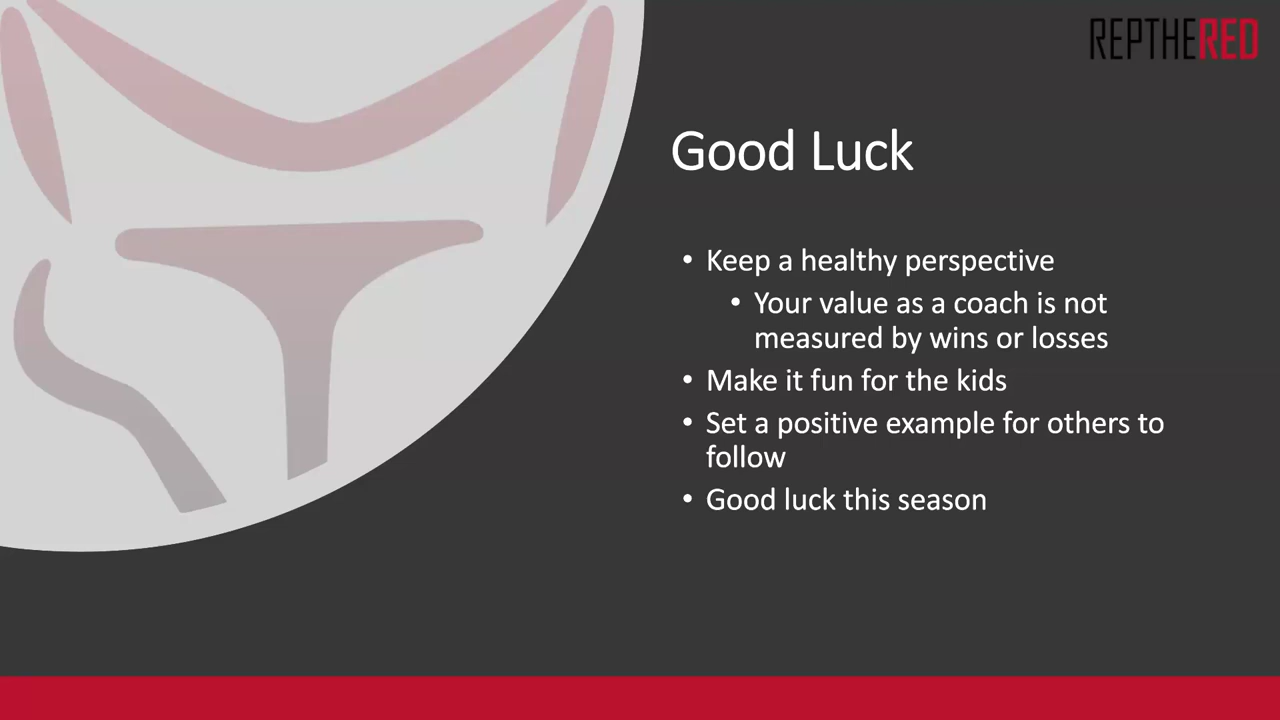 REPTHERED
Good Luck
• Keep a healthy perspective
• Your value as a coach is not
measured by wins or losses
• Make it fun for the kids
• Set a positive example for others to
follow
• Good luck this season